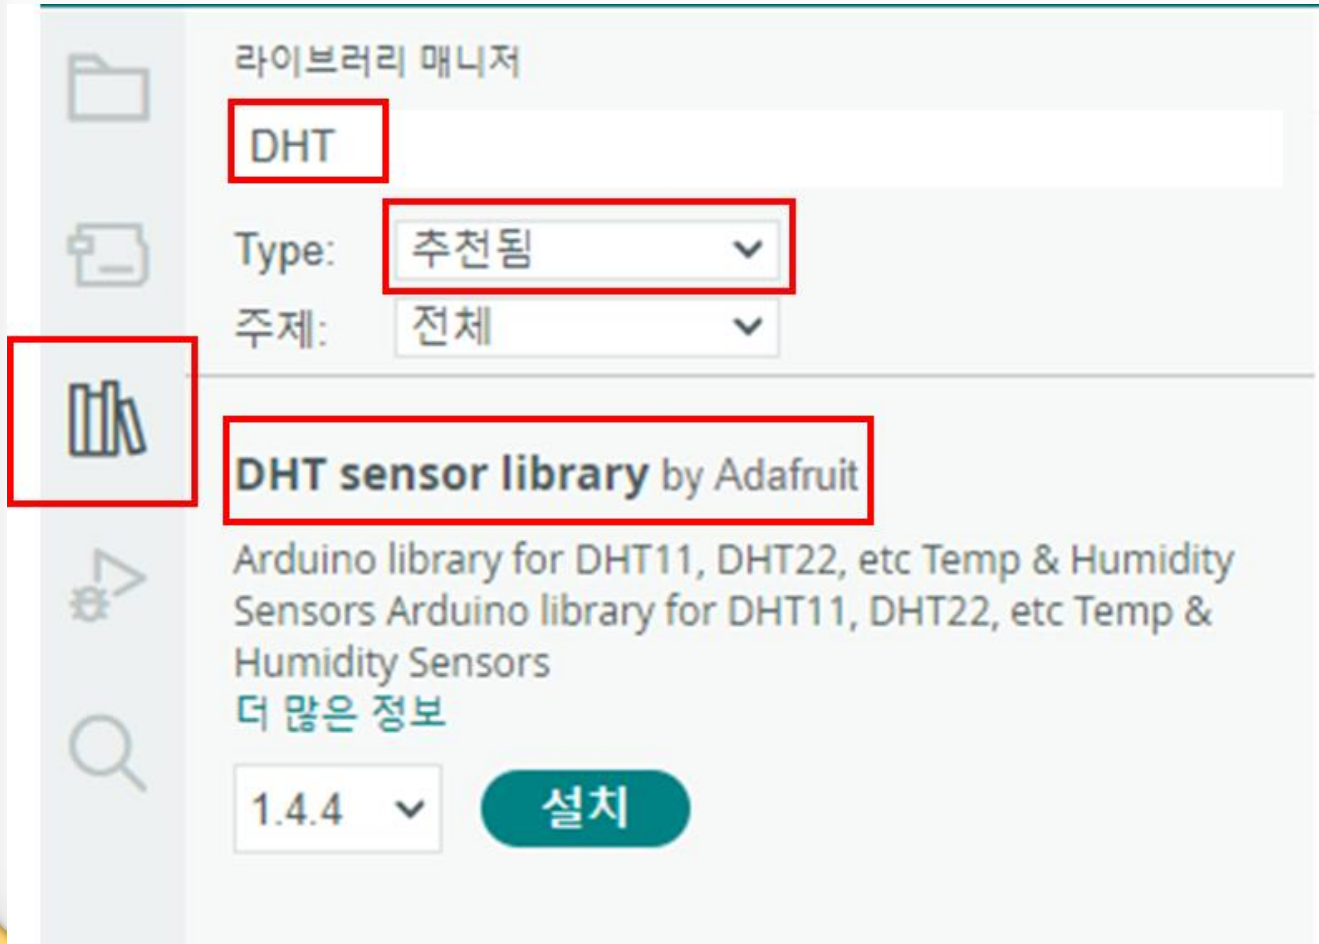 라이브러리 매니저
DHT
Type: 추천됨
주제: 전체
DHT sensor library by Adafruit
Arduino library for DHT11, DHT22, etc Temp & Humidity
Sensors Arduino library for DHT11, DHT22, etc Temp &
Humidity Sensors
더 많은 정보
1.4.4 설치